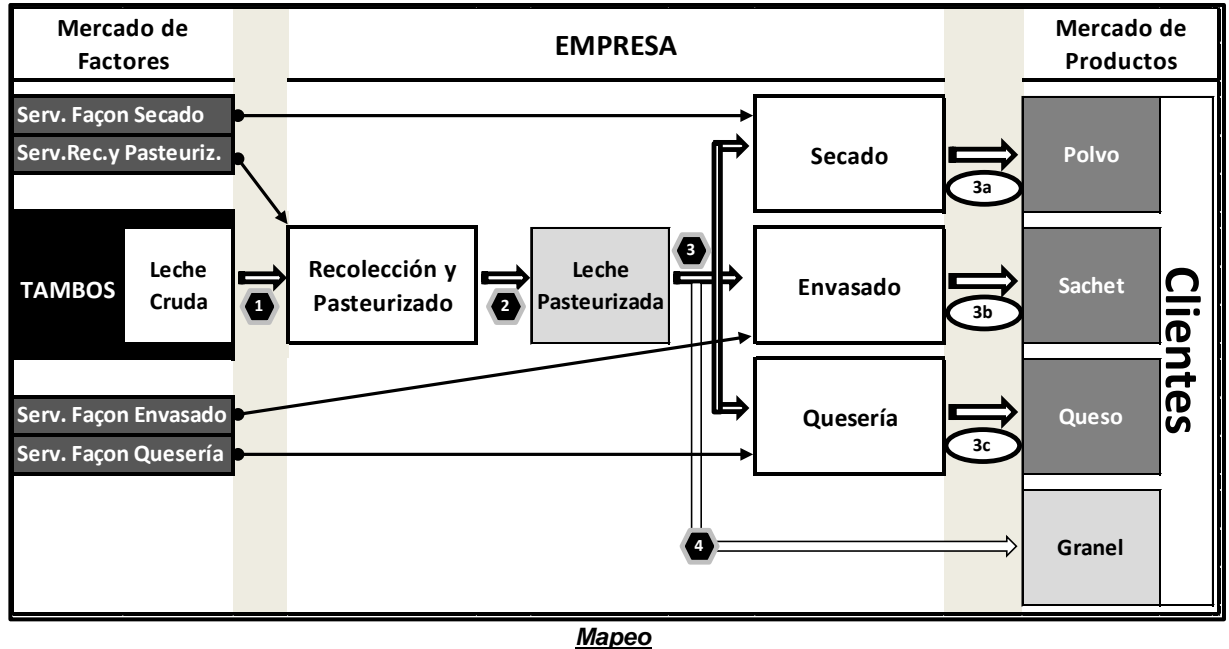 Mercado de
Factores
EMPRESA
Mercado de
Productos
Serv. Façon Secado
Serv.Rec.y Pasteuriz.
Secado
Polvo
3a
TAMBOS
Leche
Cruda
1
Recolección y
Pasteurizado
2
Leche
Pasteurizada
3
Envasado
Sachet
3b
Clientes
Serv. Façon Envasado
Serv. Façon Quesería
Quesería
Queso
3c
4
Granel
Mapeo